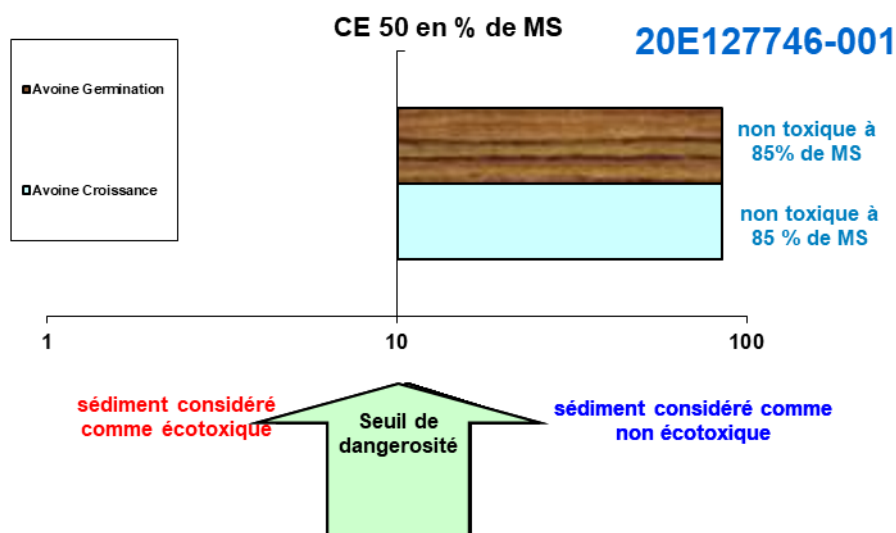 CE 50 en % de MS
20E127746-001
Avoine Germination
Avoine Croissance
non toxique à
85% de MS
non toxique à
85 % de MS
1
10
100
sédiment considéré
comme écotoxique
Seuil de
dangerosité
sédiment considéré comme
non écotoxique